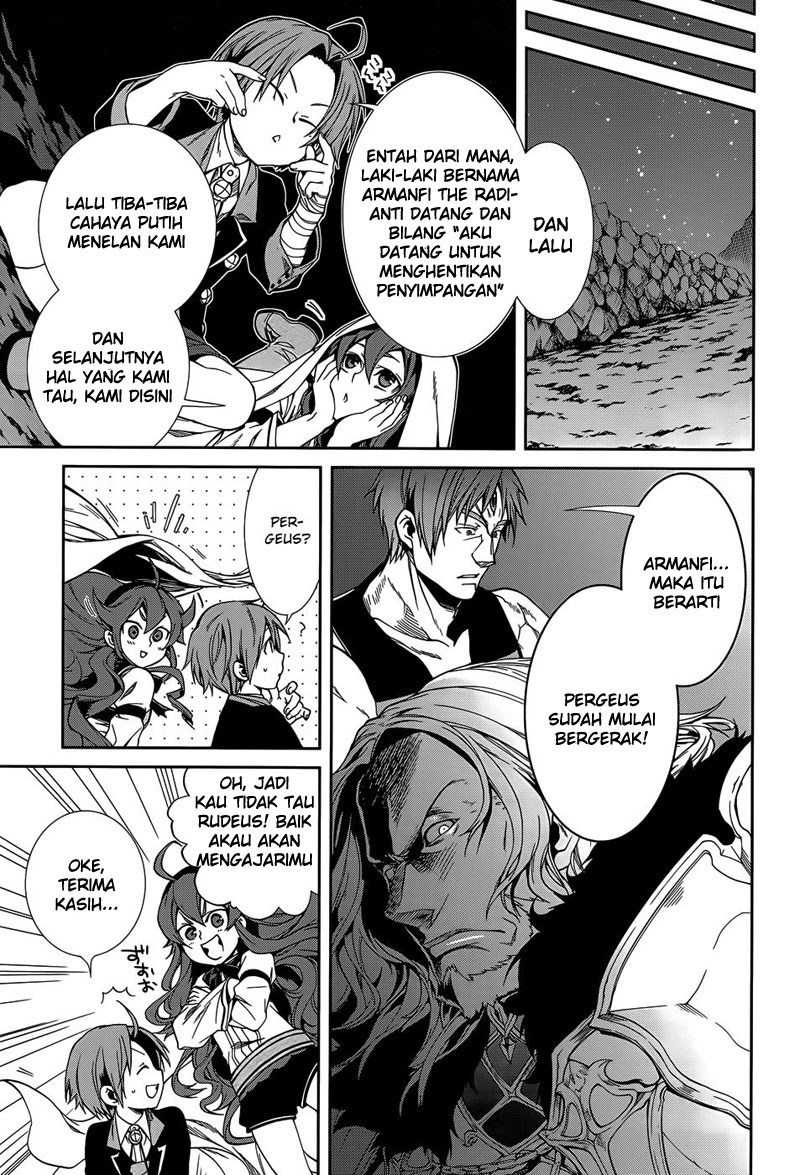 DAN
LALU
ENTAH DARI MANA,
LAKI-LAKI BERNAMA
ARMANFI THE RADI-
ANTI DATANG DAN
BILANG "AKU
DATANG UNTUK
MENGHENTIKAN
PENYIMPANGAN"
LALU TIBA-TIBA
CAHAYA PUTIH
MENELAN KAMI
DAN
SELANJUTNYA
HAL YANG KAMI
TAU, KAMI DISINI
ARMANFI...
MAKA ITU
BERARTI
PERGEUS
SUDAH MULAI
BERGERAK!
PER-
GEUS?
?
OH, JADI
KAU TIDAK TAU
RUDEUS! BAIK
AKAU AKAN
MENGAJARIMU
OKE,
TERIMA
KASIH...
ずおお